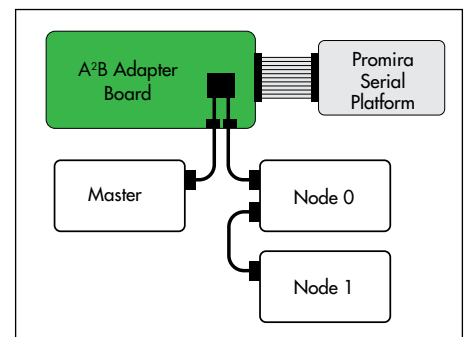 A²B Adapter
Board
Promira
Serial
Platform
Master
Node 0
Node 1